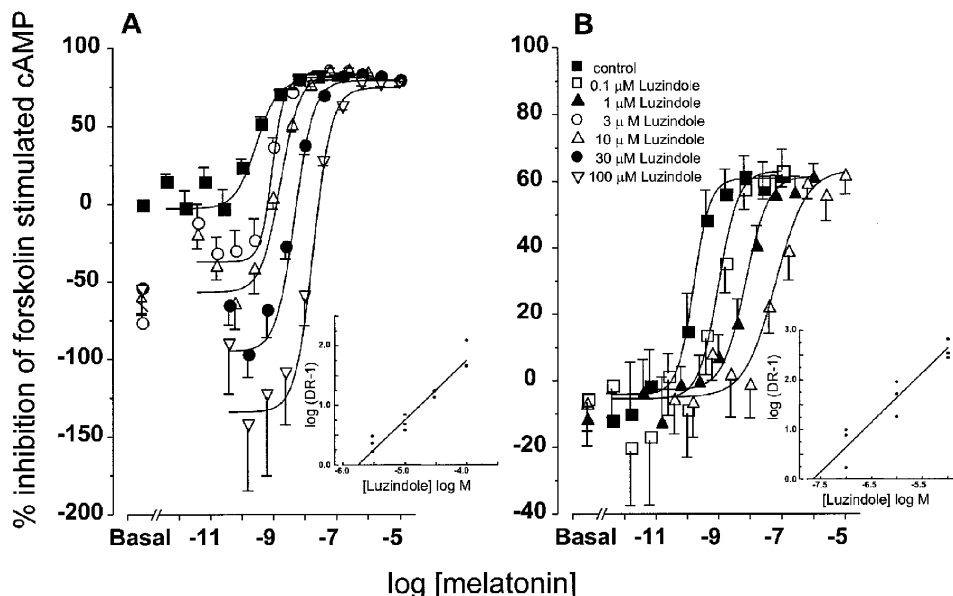 A
B
% inhibition of forskolin stimulated cAMP
100
50
0
-50
-100
-150
-200
Basal -11 -9 -7 -5
log (DR-1)
2.0
1.0
0.0
-6.0 -5.0 -4.0
[Luzindole] log M
100
80
60
40
20
0
-20
-40
control
0.1 µM Luzindole
1 µM Luzindole
3 µ M Luzindole
10 µ M Luzindole
30 µM Luzindole
100 µM Luzindole
Basal -11 -9 -7 -5
log (DR-1)
3.0
2.0
1.0
0.0
-7.5 -6.5 -5.5
[Luzindole] log M
log [melatonin]